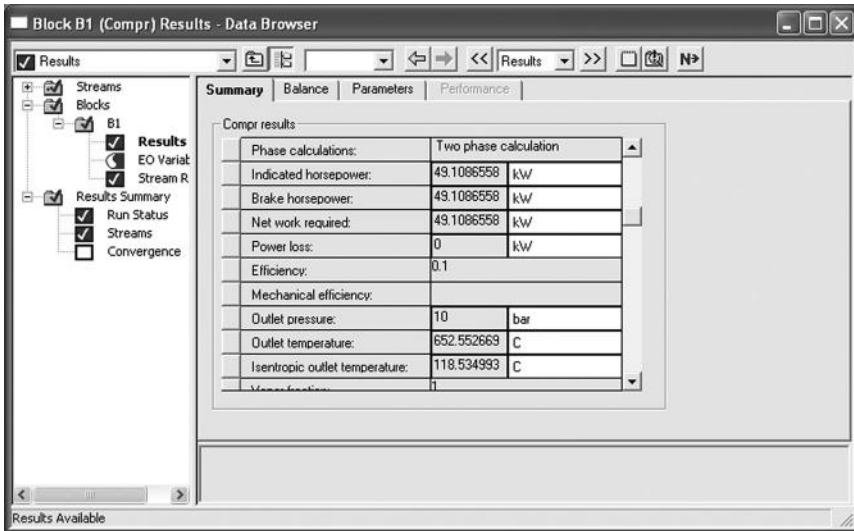 Block B1 (Compr) Results - Data Browser
Results
Results
N>
Streams
Blocks
B1
Results
EO Variab
Stream R
Results Summary
Run Status
Streams
Convergence
Summary
Balance
Parameters
Performance
Compr results
Phase calculations: Two phase calculation
Indicated horsepower: 49.1086558 kW
Brake horsepower: 49.1086558 kW
Net work required: 49.1086558 kW
Power loss: 0 kW
Efficiency: 0.1
Mechanical efficiency:
Outlet pressure: 10 bar
Outlet temperature: 652.552669 C
Isentropic outlet temperature: 118.534993 C
Vapor fraction: 1
Results Available